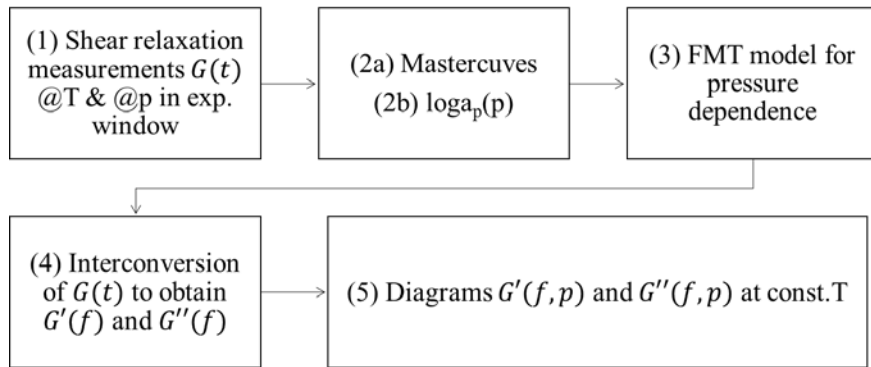 (1) Shear relaxation
measurements G(t)
@T & @p in exp.
window
(2a) Mastercuves
(2b) logaₚ(p)
(3) FMT model for
pressure
dependence
(4) Interconversion
of G(t) to obtain
G′(f) and G′′(f)
(5) Diagrams G′(f, p) and G′′(f, p) at const.T